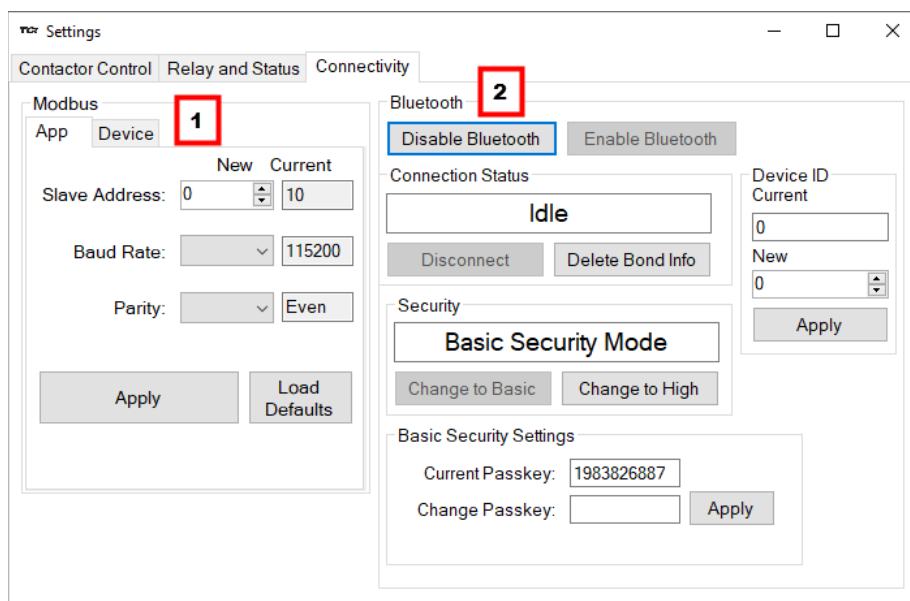 TiCor Settings
Contactor Control Relay and Status Connectivity
Modbus
1
App Device
New Current
Slave Address: 0 10
Baud Rate: 115200
Parity: Even
Apply Load Defaults
Bluetooth
2
Disable Bluetooth Enable Bluetooth
Connection Status
Idle
Disconnect Delete Bond Info
Device ID
Current
0
New
0
Apply
Security
Basic Security Mode
Change to Basic Change to High
Basic Security Settings
Current Passkey: 1983826887
Change Passkey: Apply